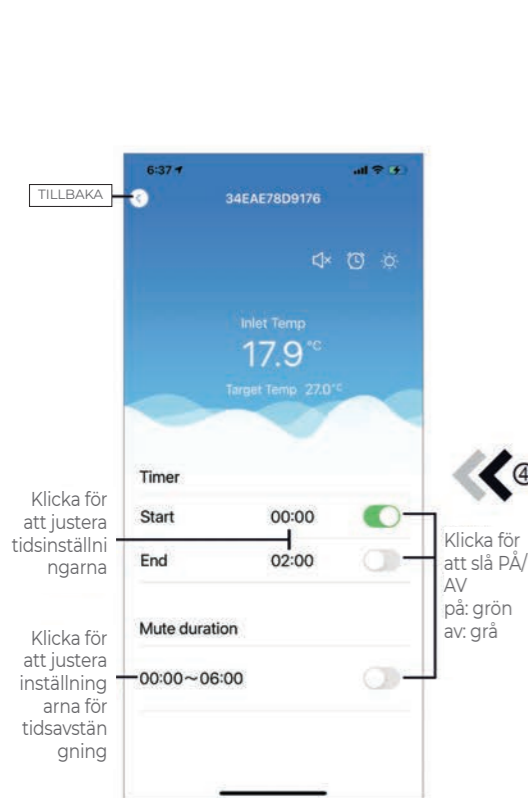 6:37
TILLBAKA
34EAE78D9176
Inlet Temp
17.9 °C
Target Temp 27.0°C
Timer
Start 00:00
End 02:00
Mute duration
00:00~06:00
Klicka för
att justera
tidsinställni
ngarna
Klicka för
att justera
inställning
arna för
tidsavstän
gning
④
Klicka för
att slå PÅ/
AV
på: grön
av: grå